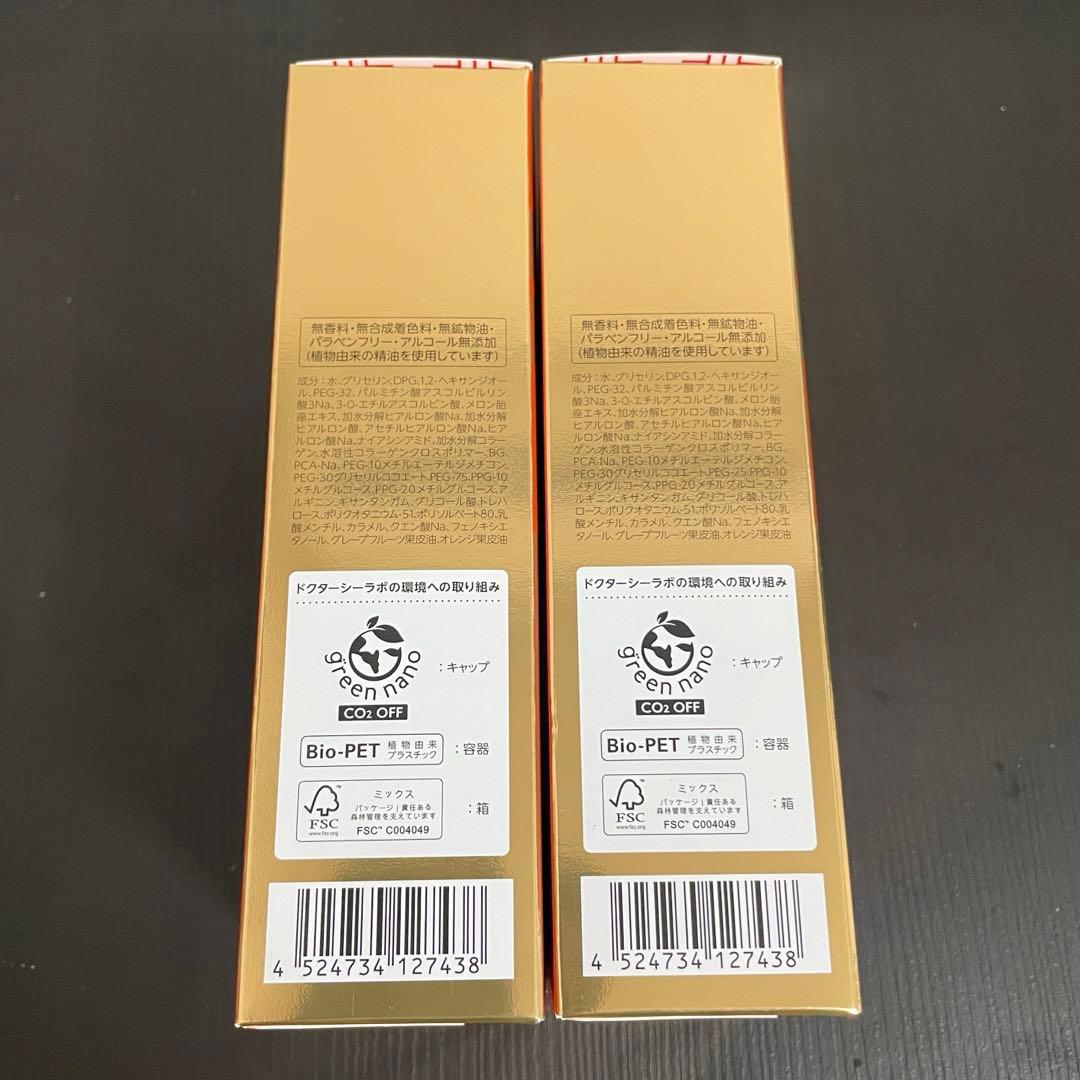 無香料・無合成着色料・無鉱物油・
パラベンフリー・アルコール無添加
(植物由来の精油を使用しています)
成分：水、グリセリン、DPG、1,2-ヘキサンジオー
ル、PEG-32、パルミチン酸アスコルビルリン
酸3Na、3-O-エチルアスコルビン酸、メロン胎
座エキス、加水分解ヒアルロン酸Na、加水分解
ヒアルロン酸、アセチルヒアルロン酸Na、ヒア
ルロン酸Na、ナイアシンアミド、加水分解コラー
ゲン、水溶性コラーゲンクロスポリマー、BG、
PCA-Na、PEG-10メチルエーテルジメチコン、
PEG-30グリセリルココエート、PEG-75、PPG-10
メチルグルコース、PPG-20メチルグルコース、ア
ルギニン、キサンタンガム、グリコール酸、トレハ
ロース、ポリクオタニウム-51、ポリソルベート80、乳
酸メンチル、カラメル、クエン酸Na、フェノキシエ
タノール、グレープフルーツ果皮油、オレンジ果皮油
ドクターシーラボの環境への取り組み
green nano
：キャップ
CO2 OFF
Bio-PET 植物由来
プラスチック
：容器
FSC™
www.fsc.org
ミックス
パッケージ｜責任ある
森林管理を支えています
FSC™ C004049
：箱
4 524734 127438
無香料・無合成着色料・無鉱物油・
パラベンフリー・アルコール無添加
(植物由来の精油を使用しています)
成分：水、グリセリン、DPG、1,2-ヘキサンジオー
ル、PEG-32、パルミチン酸アスコルビルリン
酸3Na、3-O-エチルアスコルビン酸、メロン胎
座エキス、加水分解ヒアルロン酸Na、加水分解
ヒアルロン酸、アセチルヒアルロン酸Na、ヒア
ルロン酸Na、ナイアシンアミド、加水分解コラー
ゲン、水溶性コラーゲンクロスポリマー、BG、
PCA-Na、PEG-10メチルエーテルジメチコン、
PEG-30グリセリルココエート、PEG-75、PPG-10
メチルグルコース、PPG-20メチルグルコース、ア
ルギニン、キサンタンガム、グリコール酸、トレハ
ロース、ポリクオタニウム-51、ポリソルベート80、乳
酸メンチル、カラメル、クエン酸Na、フェノキシエ
タノール、グレープフルーツ果皮油、オレンジ果皮油
ドクターシーラボの環境への取り組み
green nano
：キャップ
CO2 OFF
Bio-PET 植物由来
プラスチック
：容器
FSC™
www.fsc.org
ミックス
パッケージ｜責任ある
森林管理を支えています
FSC™ C004049
：箱
4 524734 127438